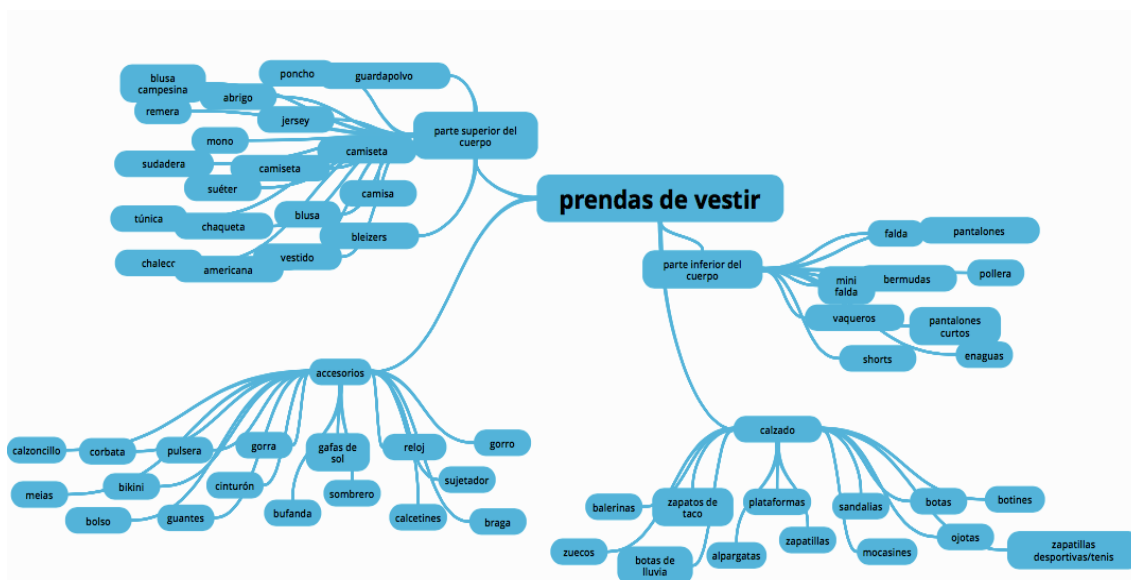 prendas de vestir
parte superior del
cuerpo
guardapolvo
poncho
blusa
campesina
abrigo
remera
jersey
mono
camiseta
sudadera
camiseta
suéter
camisa
túnica
chaqueta
blusa
bleizers
chalecc
americana
vestido
parte inferior del
cuerpo
falda
pantalones
mini
falda
bermudas
pollera
vaqueros
pantalones
curtos
shorts
enaguas
accesorios
calzoncillo
corbata
pulsera
gorra
gafas de
sol
reloj
gorro
meias
bikini
cinturón
sombrero
sujetador
bolso
guantes
bufanda
calcetines
braga
calzado
balerinas
zapatos de
taco
plataformas
sandalias
botas
botines
zuecos
botas de
lluvia
alpargatas
zapatillas
mocasines
ojotas
zapatillas
desportivas/tenis